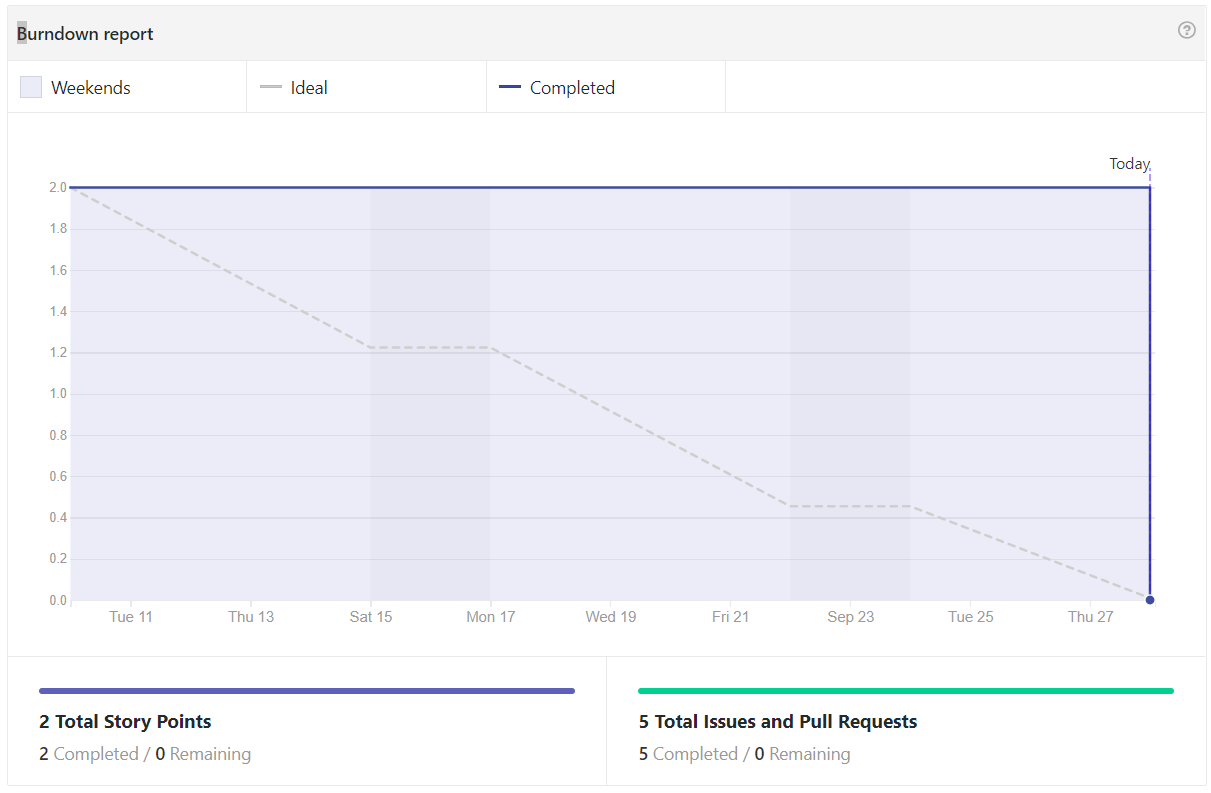 Burndown report
Weekends
Ideal
Completed
Today
2.0
1.8
1.6
1.4
1.2
1.0
0.8
0.6
0.4
0.2
0.0
Tue 11 Thu 13 Sat 15 Mon 17 Wed 19 Fri 21 Sep 23 Tue 25 Thu 27
2 Total Story Points
2 Completed / 0 Remaining
5 Total Issues and Pull Requests
5 Completed / 0 Remaining